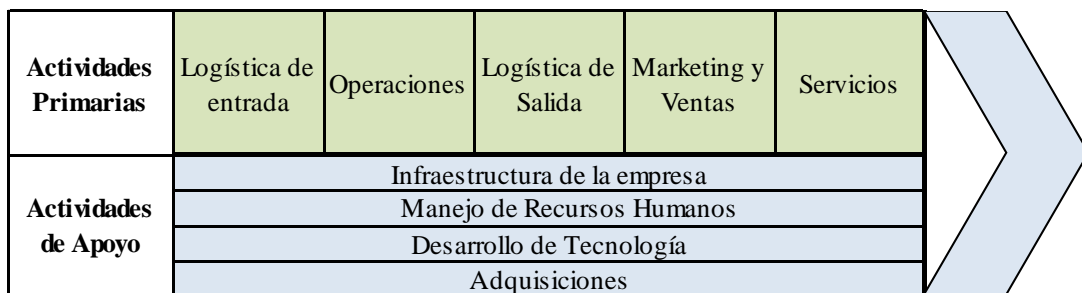 Actividades
Primarias
Logística de
entrada
Operaciones
Logística de
Salida
Marketing y
Ventas
Servicios
Actividades
de Apoyo
Infraestructura de la empresa
Manejo de Recursos Humanos
Desarrollo de Tecnología
Adquisiciones